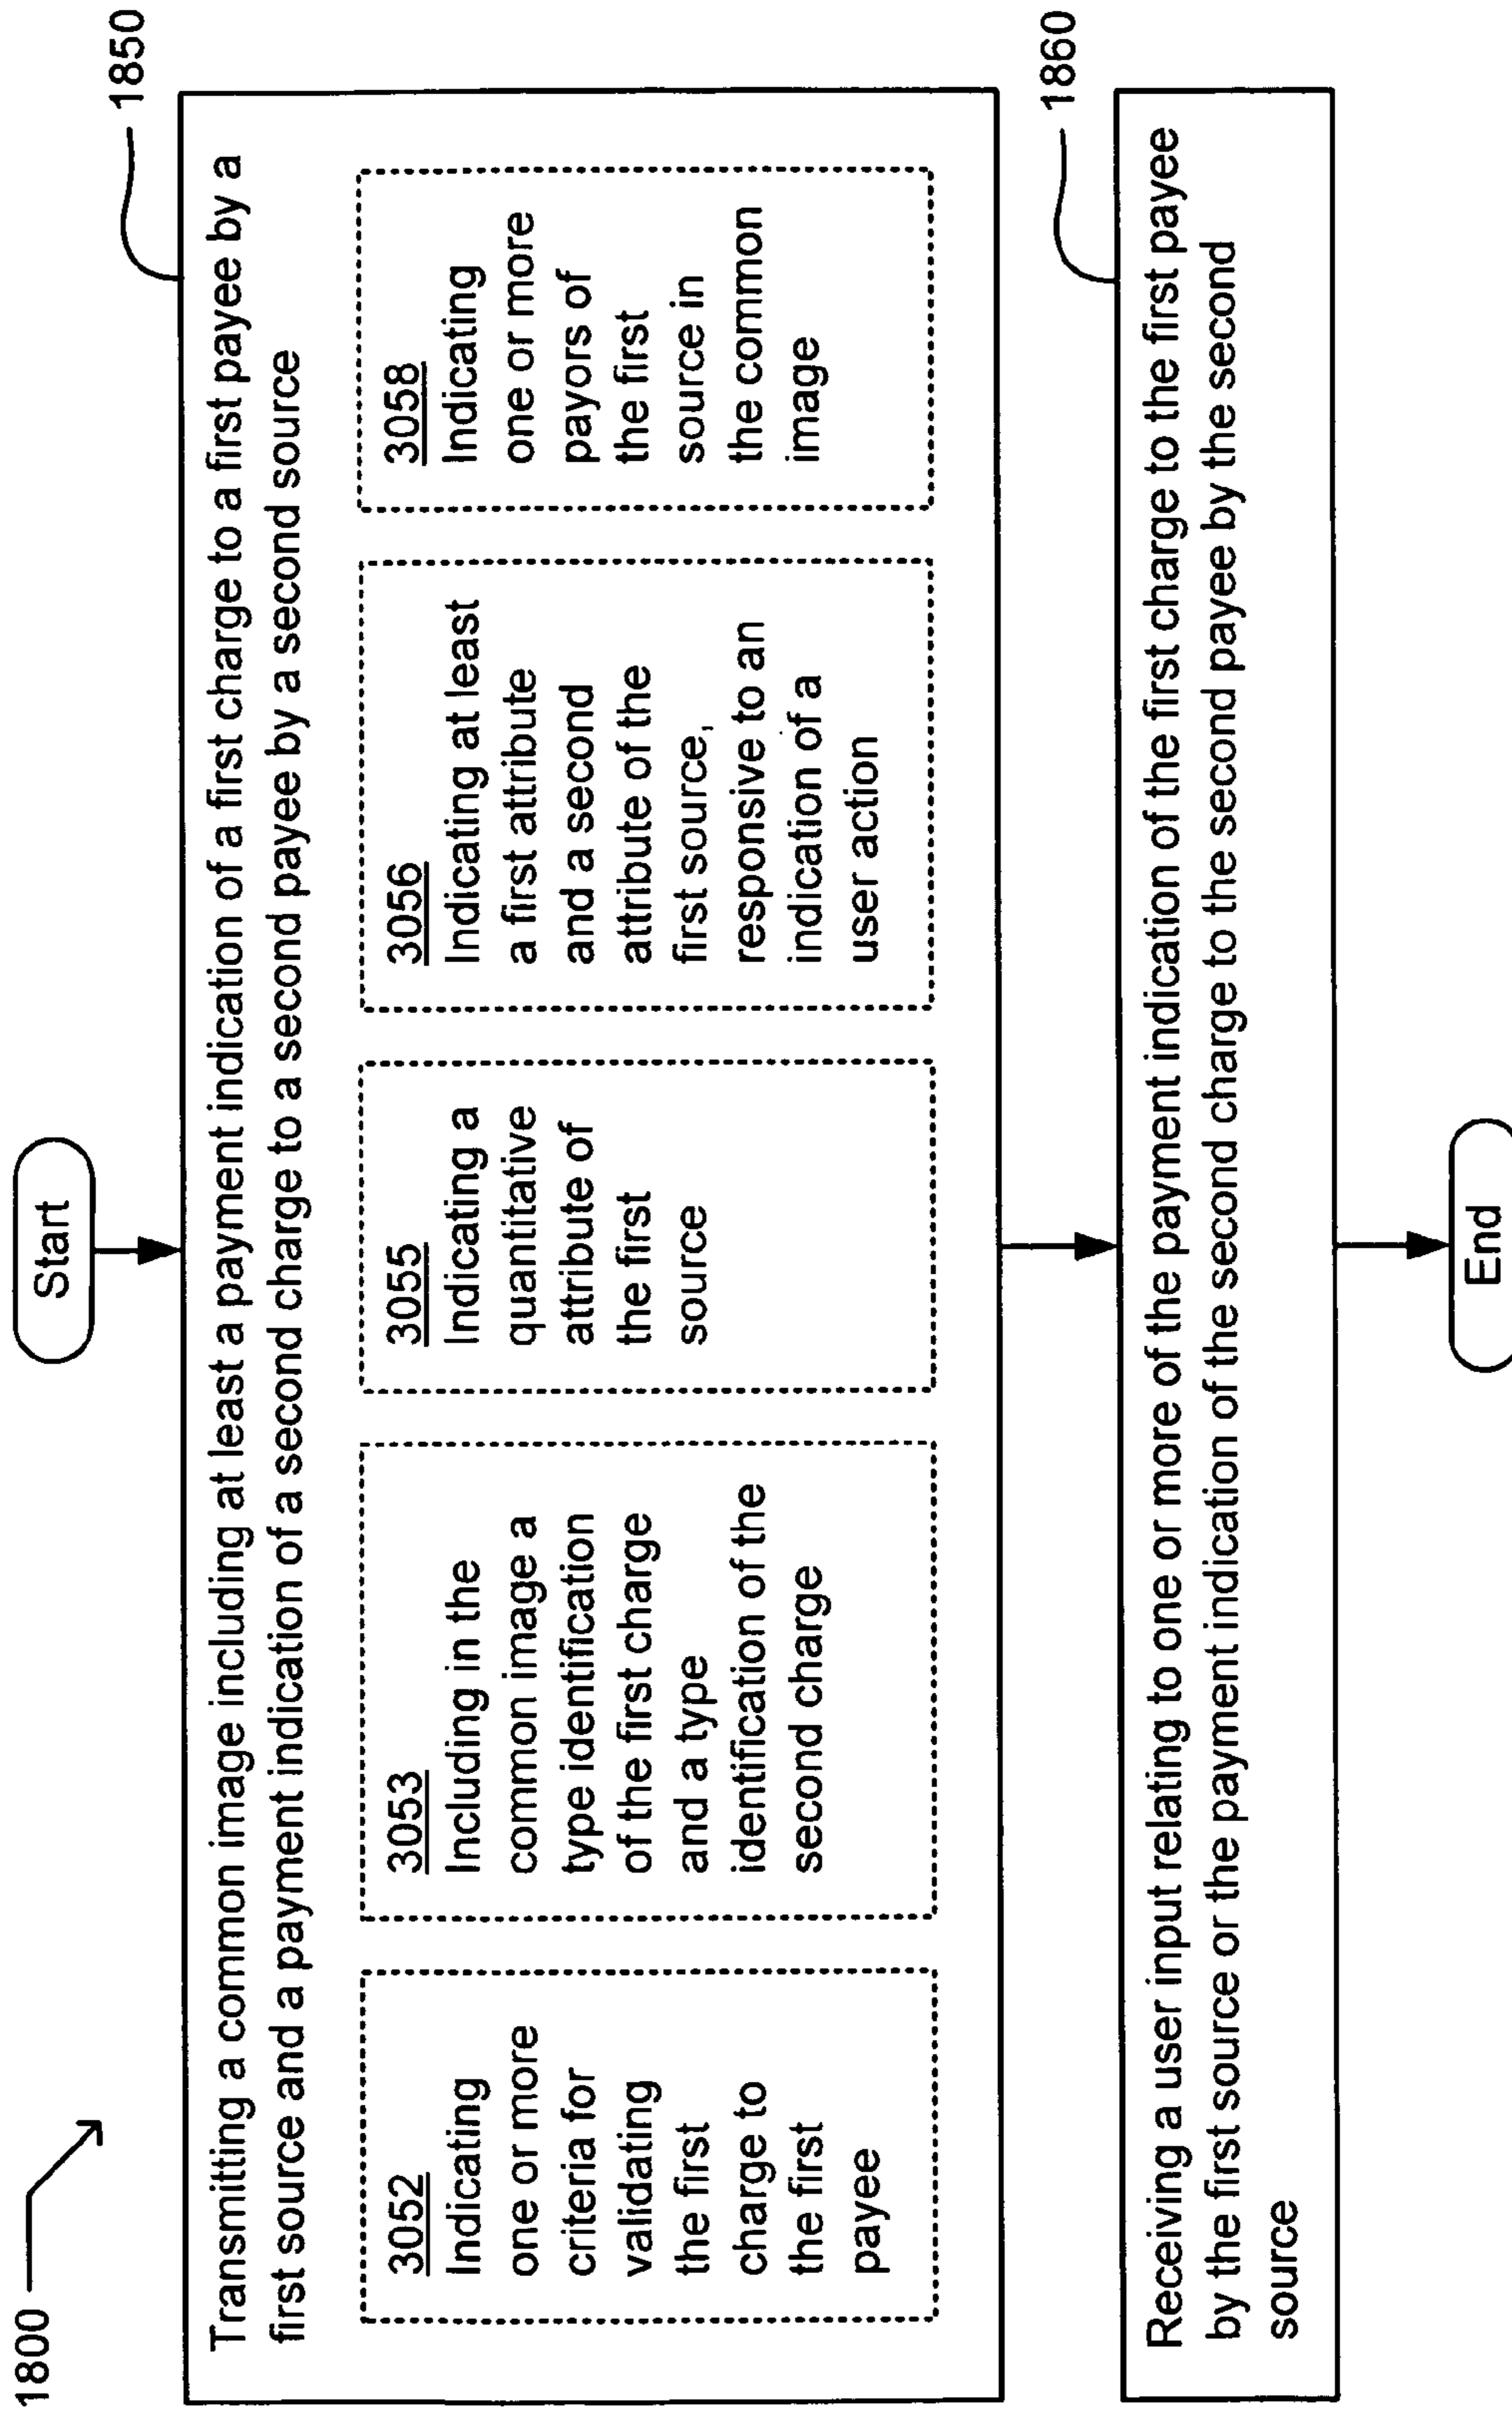 1800
Start
1850
Transmitting a common image including at least a payment indication of a first charge to a first payee by a
first source and a payment indication of a second charge to a second payee by a second source
3052
Indicating
one or more
criteria for
validating
the first
charge to
the first
payee
3053
Including in the
common image a
type identification
of the first charge
and a type
identification of the
second charge
3055
Indicating a
quantitative
attribute of
the first
source
3056
Indicating at least
a first attribute
and a second
attribute of the
first source,
responsive to an
indication of a
user action
3058
Indicating
one or more
payors of
the first
source in
the common
image
1860
Receiving a user input relating to one or more of the payment indication of the first charge to the first payee
by the first source or the payment indication of the second charge to the second payee by the second
source
End